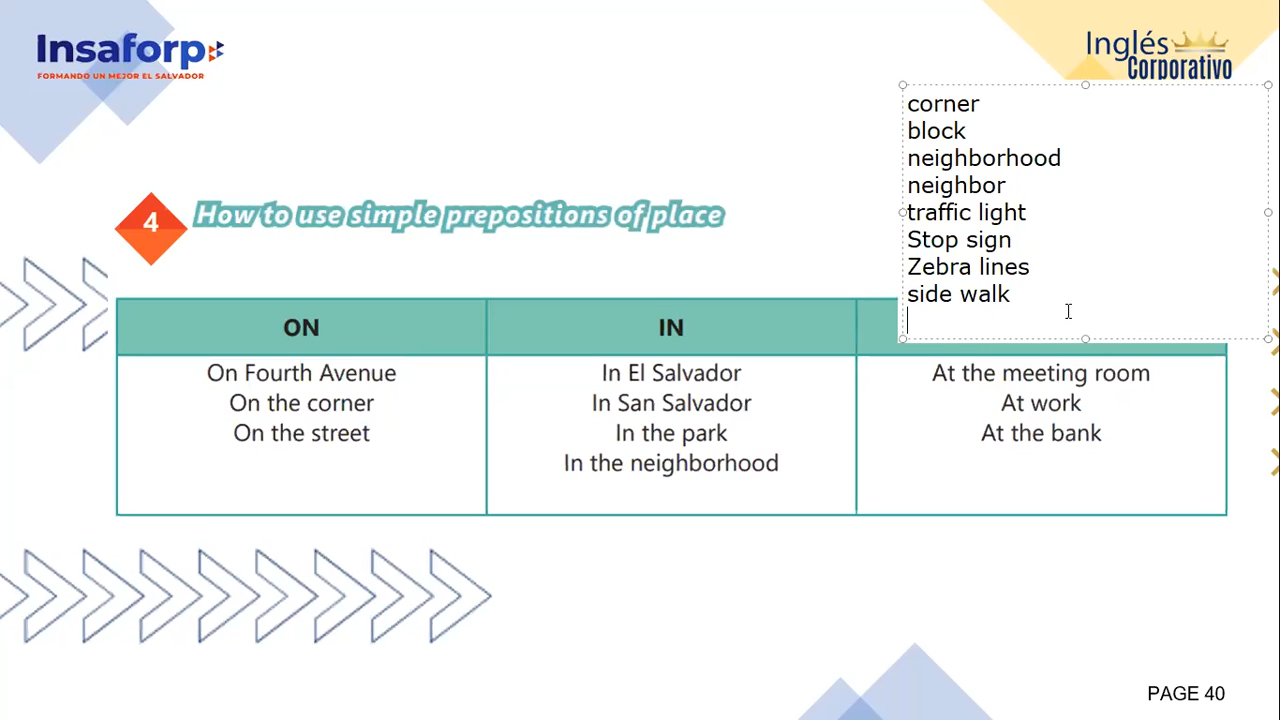 Insaforp
FORMANDO UN MEJOR EL SALVADOR
Inglés
Corporativo
corner
block
neighborhood
neighbor
traffic light
Stop sign
Zebra lines
side walk
4
How to use simple prepositions of place
ON
IN
On Fourth Avenue
On the corner
On the street
In El Salvador
In San Salvador
In the park
In the neighborhood
At the meeting room
At work
At the bank
PAGE 40